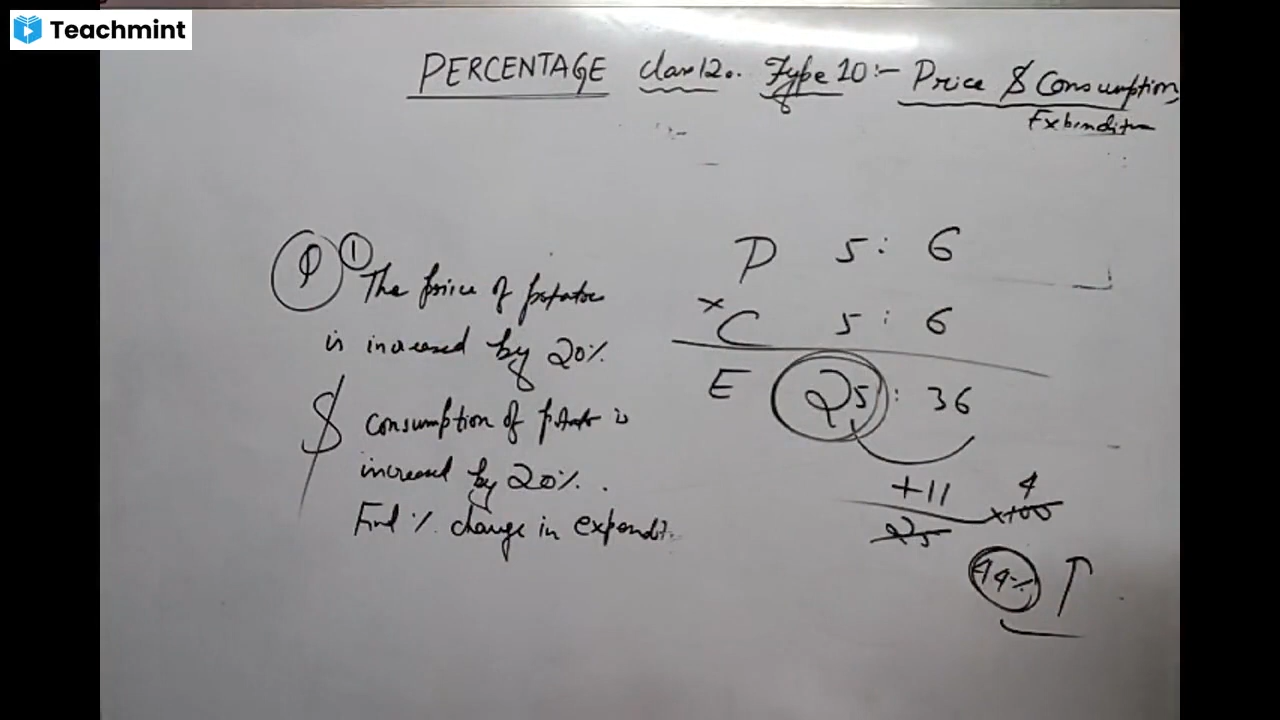 Teachmint
PERCENTAGE class 12. Type 10:- Price & Consumption,
Expenditure
Q ① The price of potatoes
is increased by 20%
& consumption of potato is
increased by 20%.
Find % change in expendit.
P 5 : 6
× C 5 : 6
E 25 : 36
+11
25
4
×100
44% ↑